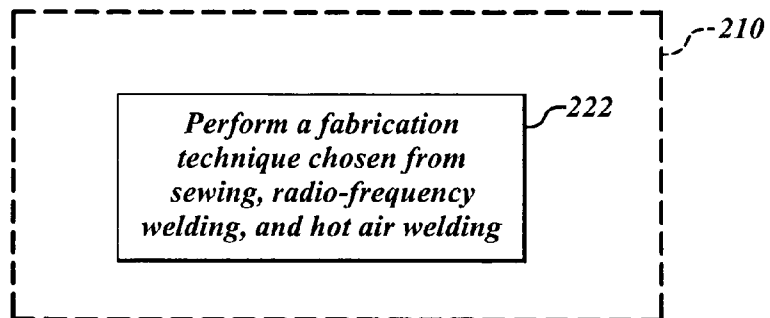 210
222
Perform a fabrication
technique chosen from
sewing, radio-frequency
welding, and hot air welding